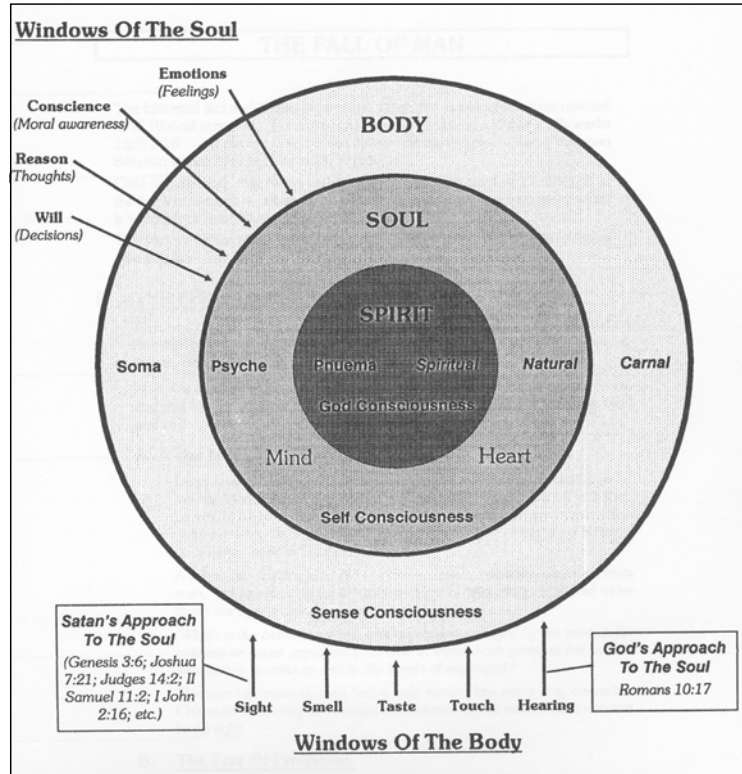 Windows Of The Soul
THE FALL OF MAN
Emotions
(Feelings)
Conscience
(Moral awareness)
Reason
(Thoughts)
Will
(Decisions)
BODY
SOUL
SPIRIT
Soma
Psyche
Pnuema
Spiritual
Natural
Carnal
God Consciousness
Mind
Heart
Self Consciousness
Sense Consciousness
Satan's Approach
To The Soul
(Genesis 3:6; Joshua
7:21; Judges 14:2; II
Samuel 11:2; I John
2:16; etc.)
God's Approach
To The Soul
Romans 10:17
Sight
Smell
Taste
Touch
Hearing
Windows Of The Body